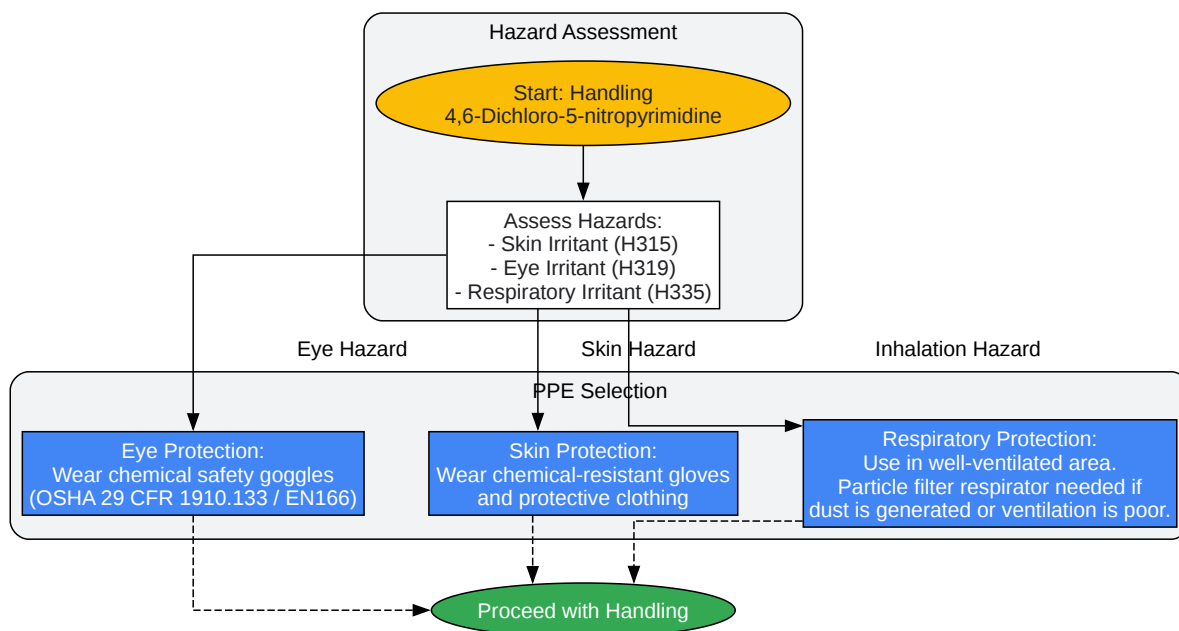 Hazard Assessment
Start: Handling
4,6-Dichloro-5-nitropyrimidine
Assess Hazards:
- Skin Irritant (H315)
- Eye Irritant (H319)
- Respiratory Irritant (H335)
Eye Hazard
Skin Hazard
Inhalation Hazard
PPE Selection
Eye Protection:
Wear chemical safety goggles
(OSHA 29 CFR 1910.133 / EN166)
Skin Protection:
Wear chemical-resistant gloves
and protective clothing
Respiratory Protection:
Use in well-ventilated area.
Particle filter respirator needed if
dust is generated or ventilation is poor.
Proceed with Handling